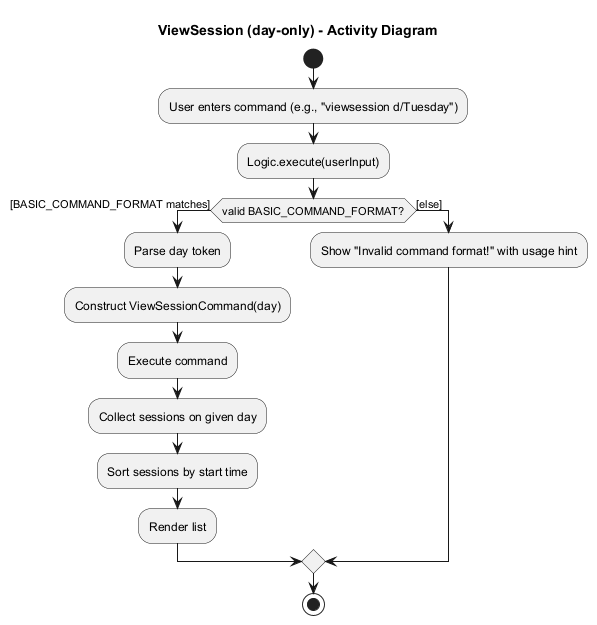 ViewSession (day-only) - Activity Diagram
User enters command (e.g., "viewsession d/Tuesday")
Logic.execute(userInput)
[BASIC_COMMAND_FORMAT matches]
valid BASIC_COMMAND_FORMAT?
[else]
Parse day token
Show "Invalid command format!" with usage hint
Construct ViewSessionCommand(day)
Execute command
Collect sessions on given day
Sort sessions by start time
Render list